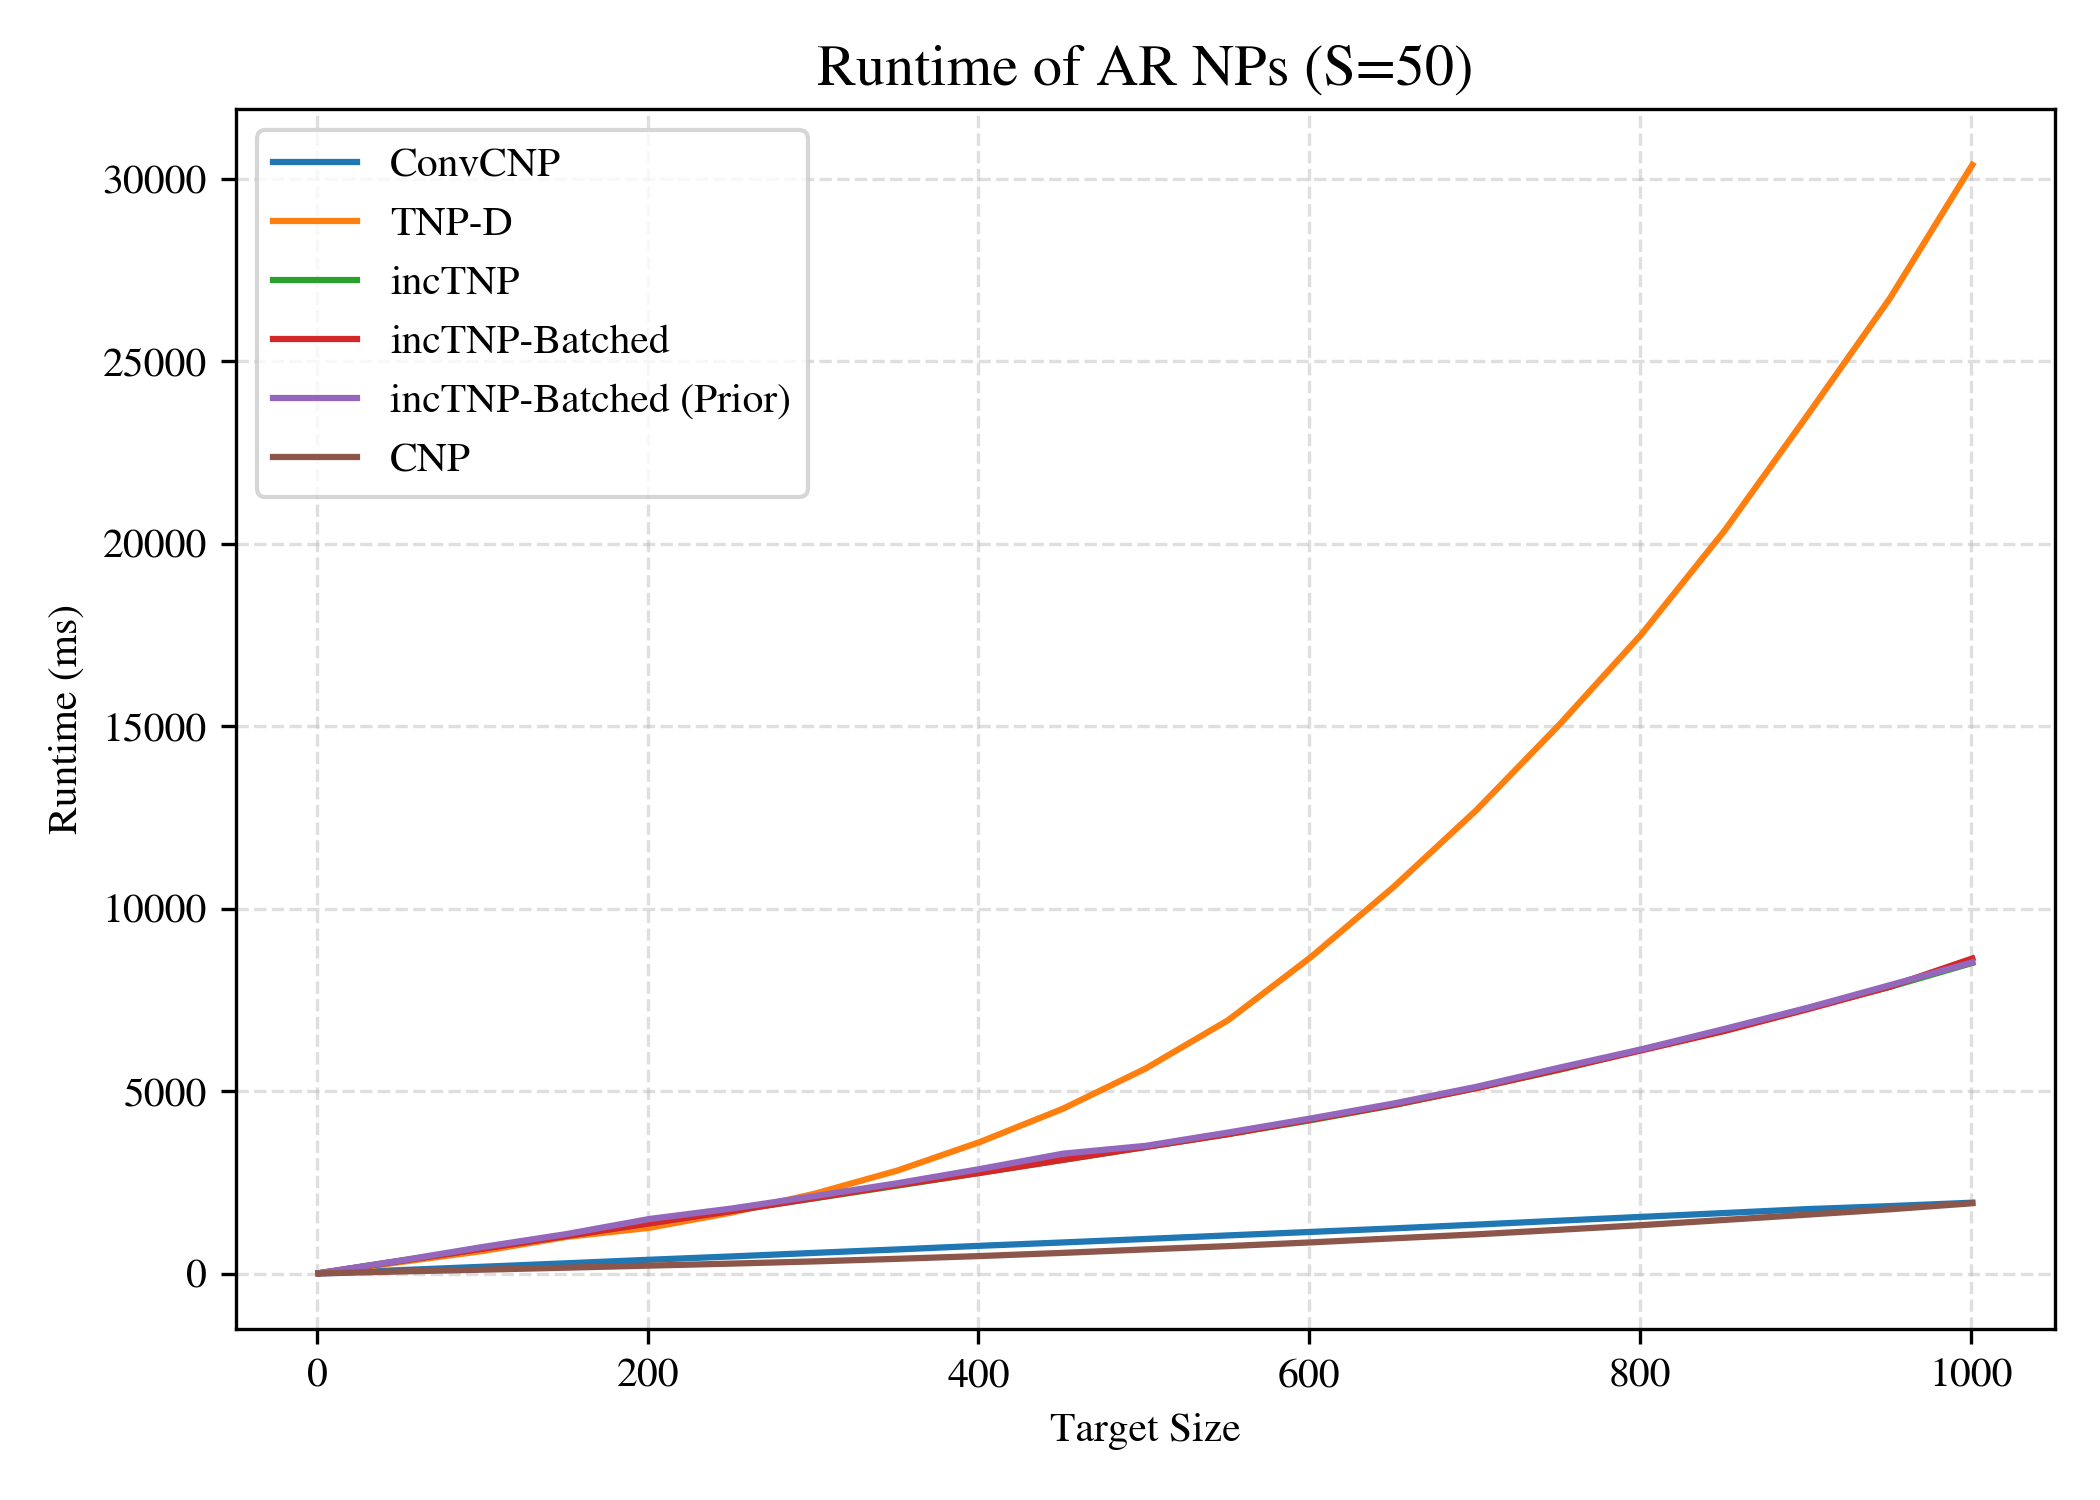 Runtime of AR NPs (S=50)
ConvCNP
TNP-D
incTNP
incTNP-Batched
incTNP-Batched (Prior)
CNP
30000
25000
20000
15000
10000
5000
0
Runtime (ms)
0 200 400 600 800 1000
Target Size